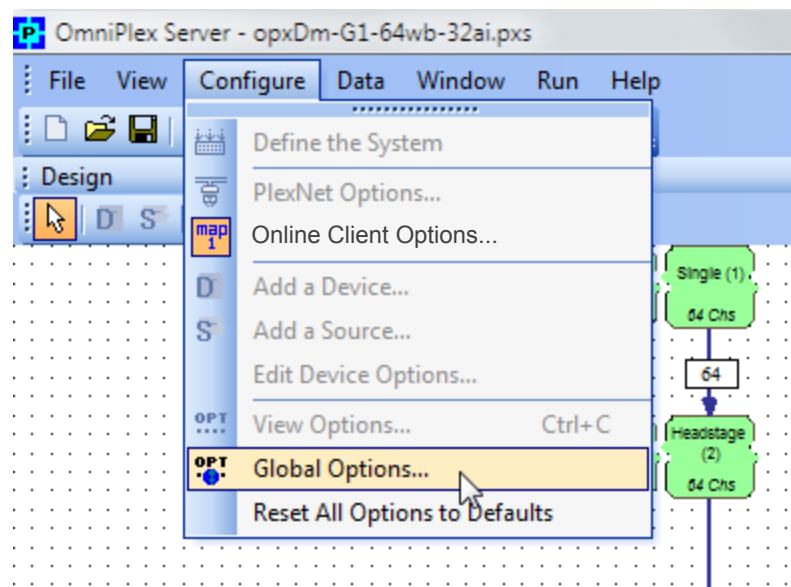 P OmniPlex Server - opxDm-G1-64wb-32ai.pxs
File View Configure Data Window Run Help
Define the System
Design
PlexNet Options...
D S
map 1 Online Client Options...
Single (1)
64 Chs
D Add a Device...
S Add a Source...
Edit Device Options...
64
OPT View Options... Ctrl+C
Headstage
(2)
64 Chs
OPT Global Options...
Reset All Options to Defaults